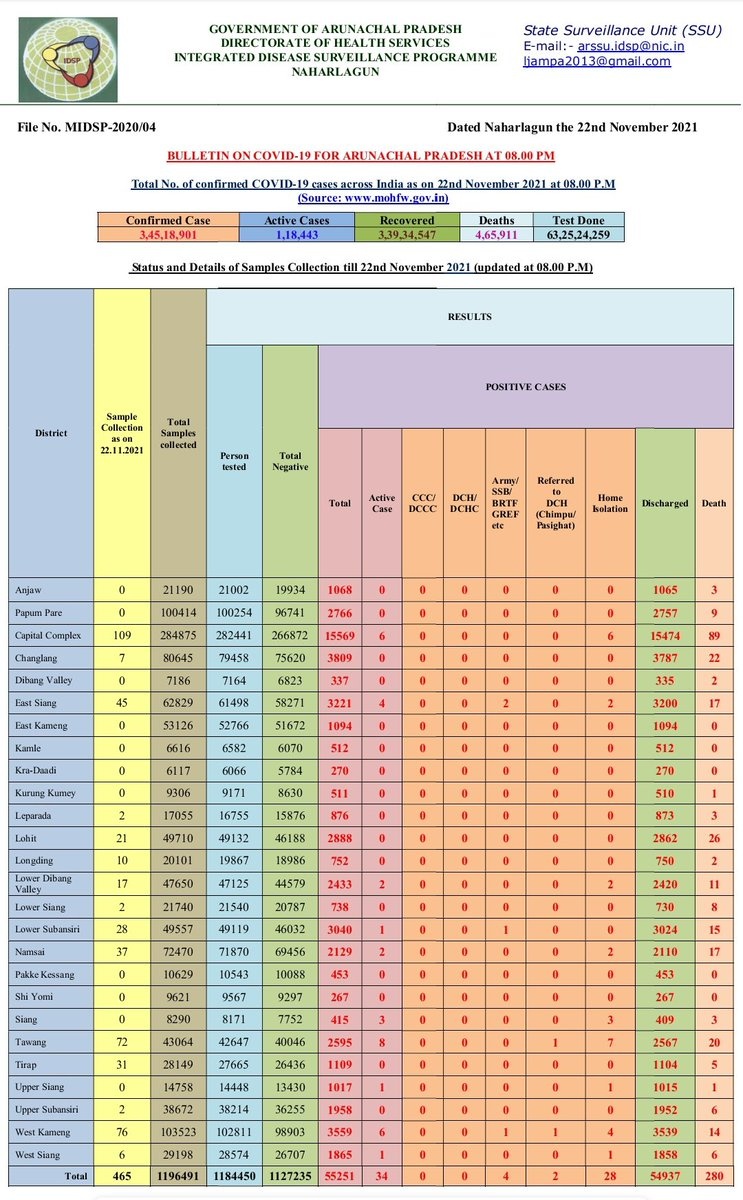 IDSP
GOVERNMENT OF ARUNACHAL PRADESH
DIRECTORATE OF HEALTH SERVICES
INTEGRATED DISEASE SURVEILLANCE PROGRAMME
NAHARLAGUN
State Surveillance Unit (SSU)
E-mail:- arssu.idsp@nic.in
ljampa2013@gmail.com
File No. MIDSP-2020/04 Dated Naharlagun the 22nd November 2021
BULLETIN ON COVID-19 FOR ARUNACHAL PRADESH AT 08.00 PM
Total No. of confirmed COVID-19 cases across India as on 22nd November 2021 at 08.00 P.M
(Source: www.mohfw.gov.in)
Confirmed Case Active Cases Recovered Deaths Test Done
3,45,18,901 1,18,443 3,39,34,547 4,65,911 63,25,24,259
Status and Details of Samples Collection till 22nd November 2021 (updated at 08.00 P.M)
RESULTS
POSITIVE CASES
District
Sample
Collection
as on
22.11.2021
Total
Samples
collected
Person
tested
Total
Negative
Total
Active
Case
CCC/
DCCC
DCH/
DCHC
Army/
SSB/
BRTF
GREF
etc
Referred
to
DCH
(Chimpu/
Pasighat)
Home
Isolation
Discharged
Death
Anjaw 0 21190 21002 19934 1068 0 0 0 0 0 0 1065 3
Papum Pare 0 100414 100254 96741 2766 0 0 0 0 0 0 2757 9
Capital Complex 109 284875 282441 266872 15569 6 0 0 0 0 6 15474 89
Changlang 7 80645 79458 75620 3809 0 0 0 0 0 0 3787 22
Dibang Valley 0 7186 7164 6823 337 0 0 0 0 0 0 335 2
East Siang 45 62829 61498 58271 3221 4 0 0 2 0 2 3200 17
East Kameng 0 53126 52766 51672 1094 0 0 0 0 0 0 1094 0
Kamle 0 6616 6582 6070 512 0 0 0 0 0 0 512 0
Kra-Daadi 0 6117 6066 5784 270 0 0 0 0 0 0 270 0
Kurung Kumey 0 9306 9171 8630 511 0 0 0 0 0 0 510 1
Leparada 2 17055 16755 15876 876 0 0 0 0 0 0 873 3
Lohit 21 49710 49132 46188 2888 0 0 0 0 0 0 2862 26
Longding 10 20101 19867 18986 752 0 0 0 0 0 0 750 2
Lower Dibang
Valley 17 47650 47125 44579 2433 2 0 0 0 0 2 2420 11
Lower Siang 2 21740 21540 20787 738 0 0 0 0 0 0 730 8
Lower Subansiri 28 49557 49119 46032 3040 1 0 0 1 0 0 3024 15
Namsai 37 72470 71870 69456 2129 2 0 0 0 0 2 2110 17
Pakke Kessang 0 10629 10543 10088 453 0 0 0 0 0 0 453 0
Shi Yomi 0 9621 9567 9297 267 0 0 0 0 0 0 267 0
Siang 0 8290 8171 7752 415 3 0 0 0 0 3 409 3
Tawang 72 43064 42647 40046 2595 8 0 0 0 1 7 2567 20
Tirap 31 28149 27665 26436 1109 0 0 0 0 0 0 1104 5
Upper Siang 0 14758 14448 13430 1017 1 0 0 0 0 1 1015 1
Upper Subansiri 2 38672 38214 36255 1958 0 0 0 0 0 0 1952 6
West Kameng 76 103523 102811 98903 3559 6 0 0 1 1 4 3539 14
West Siang 6 29198 28574 26707 1865 1 0 0 0 0 1 1858 6
Total 465 1196491 1184450 1127235 55251 34 0 0 4 2 28 54937 280